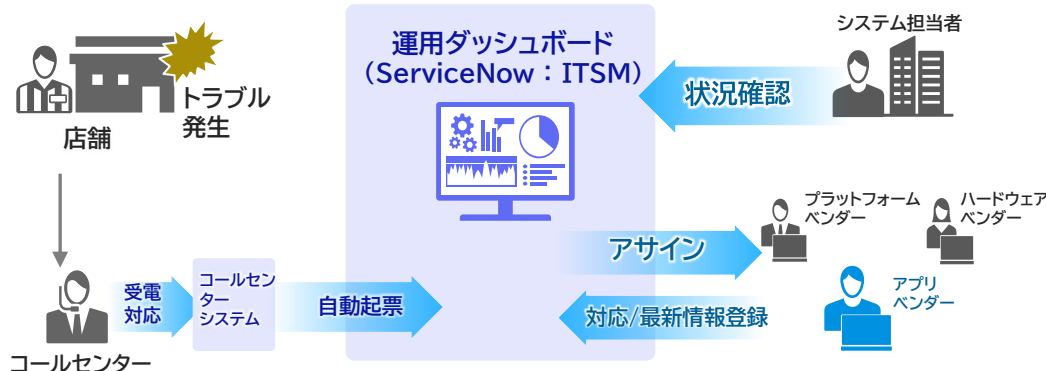 店舗
トラブル
発生
運用ダッシュボード
（ServiceNow：ITSM）
状況確認
システム担当者
コールセンター
受電
対応
コールセン
ター
システム
自動起票
アサイン
対応/最新情報登録
プラットフォーム
ベンダー
ハードウェア
ベンダー
アプリ
ベンダー